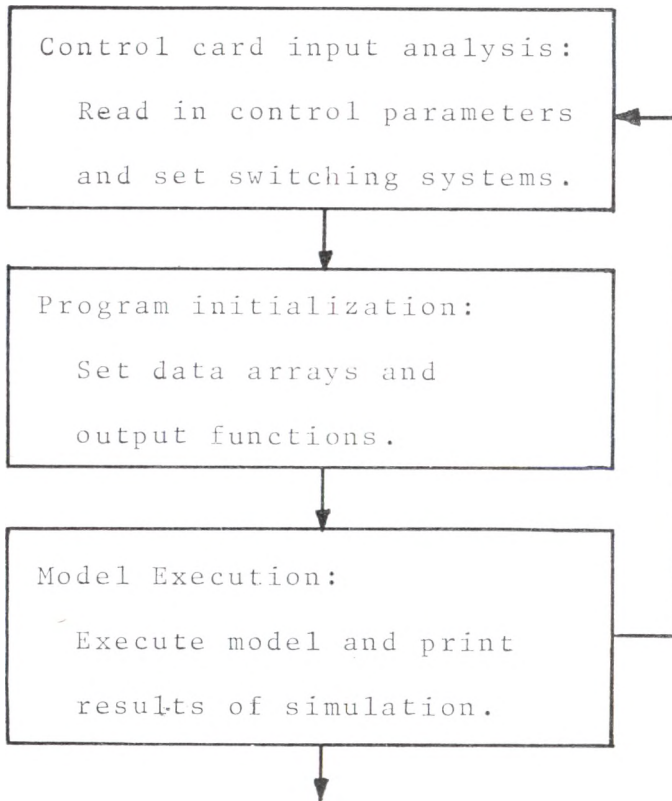 Control card input analysis:
Read in control parameters
and set switching systems.
Program initialization:
Set data arrays and
output functions.
Model Execution:
Execute model and print
results of simulation.